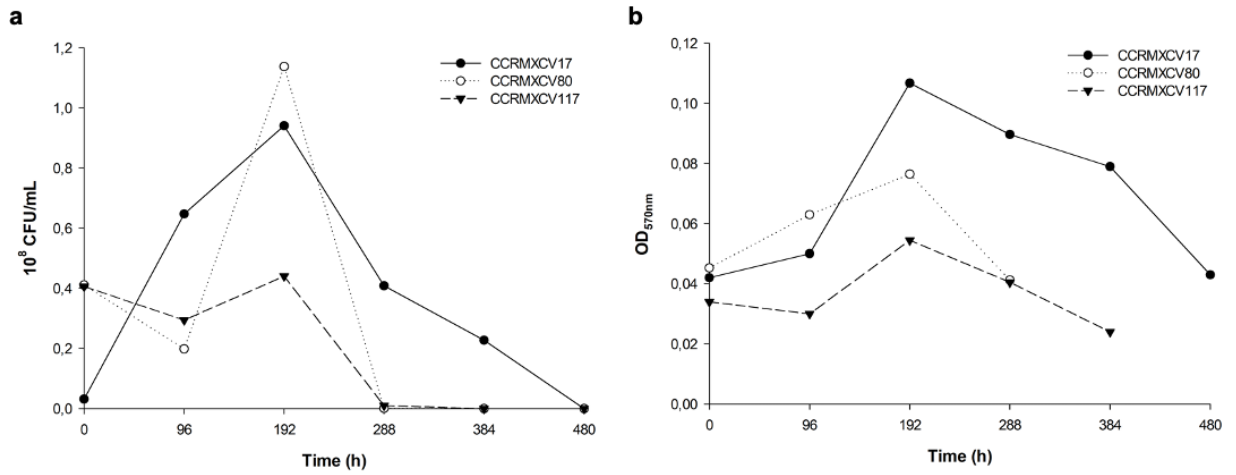 a
1,2
1,0
0,8
0,6
0,4
0,2
0,0
10⁸ CFU/mL
0 96 192 288 384 480
Time (h)
CCRMXCV17
CCRMXCV80
CCRMXCV117
b
0,12
0,10
0,08
0,06
0,04
0,02
0,00
OD570nm
0 96 192 288 384 480
Time (h)
CCRMXCV17
CCRMXCV80
CCRMXCV117